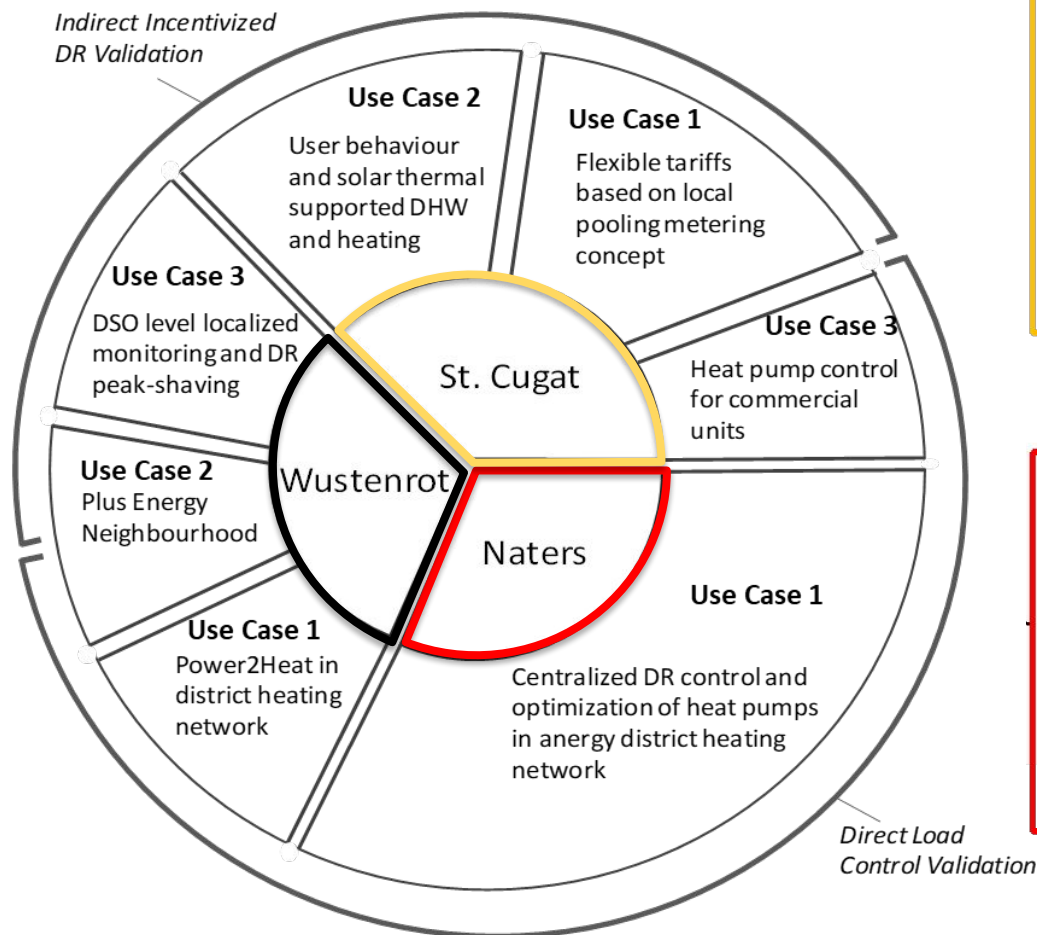 Indirect Incentivized
DR Validation
Use Case 2
User behaviour
and solar thermal
supported DHW
and heating
Use Case 1
Flexible tariffs
based on local
pooling metering
concept
Use Case 3
DSO level localized
monitoring and DR
peak-shaving
Use Case 3
Heat pump control
for commercial
units
St. Cugat
Wustenrot
Naters
Use Case 2
Plus Energy
Neighbourhood
Use Case 1
Power2Heat in
district heating
network
Use Case 1
Centralized DR control and
optimization of heat pumps
in anergy district heating
network
Direct Load
Control Validation